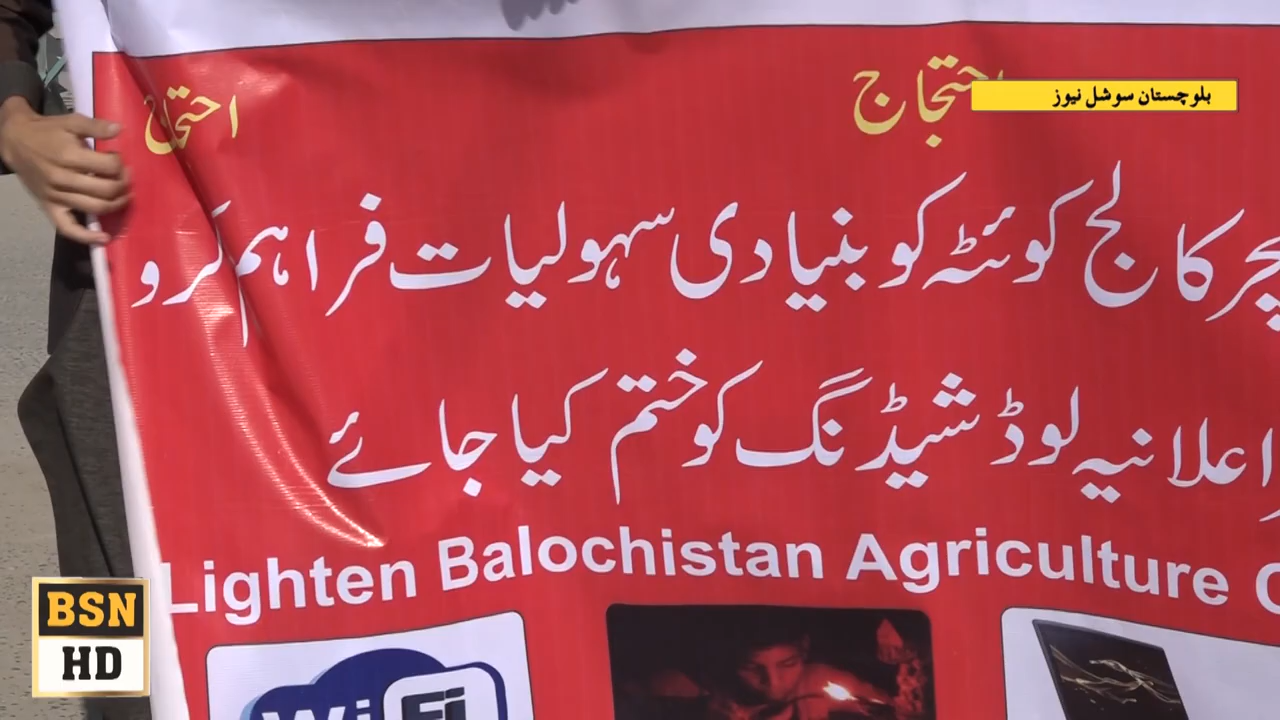 احتجاج احتجاج
بلوچستان سوشل نیوز
کالج کوئٹہ کو بنیادی سہولیات فراہم کرو
اعلانیہ لوڈ شیڈنگ کو ختم کیا جائے
Lighten Balochistan Agriculture
WiFi
BSN
HD